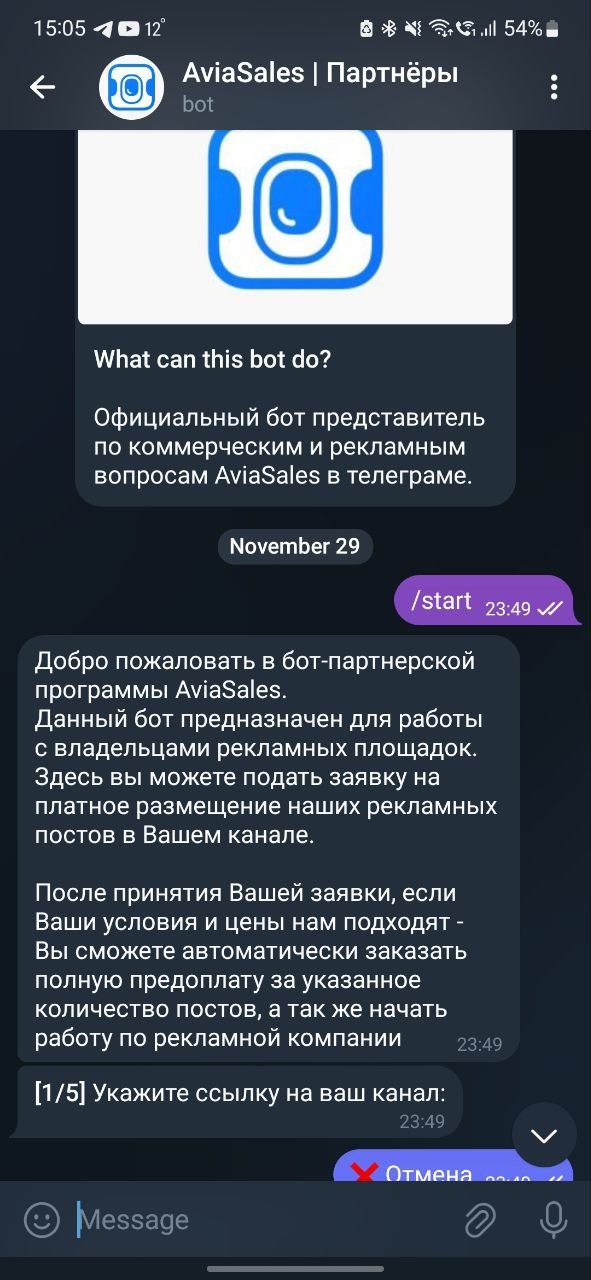 15:05 12° 54%
AviaSales | Партнёры
bot
What can this bot do?
Официальный бот представитель
по коммерческим и рекламным
вопросам AviaSales в телеграме.
November 29
/start 23:49
Добро пожаловать в бот-партнерской
программы AviaSales.
Данный бот предназначен для работы
с владельцами рекламных площадок.
Здесь вы можете подать заявку на
платное размещение наших рекламных
постов в Вашем канале.
После принятия Вашей заявки, если
Ваши условия и цены нам подходят -
Вы сможете автоматически заказать
полную предоплату за указанное
количество постов, а так же начать
работу по рекламной компании 23:49
[1/5] Укажите ссылку на ваш канал:
23:49
❌ Отмена 23:49
Message